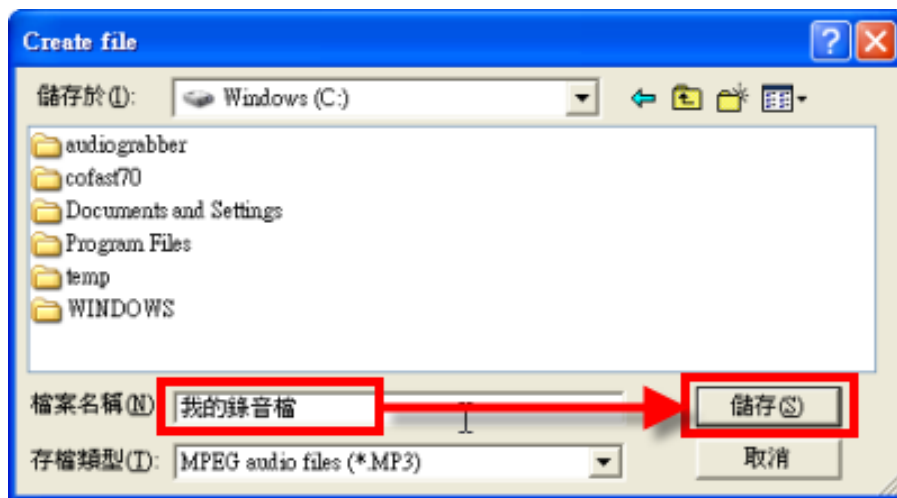 Create file
儲存於(I): Windows (C:)
audiograbber
cofast70
Documents and Settings
Program Files
temp
WINDOWS
檔案名稱(N) 我的錄音檔 儲存(S)
存檔類型(T): MPEG audio files (*.MP3) 取消